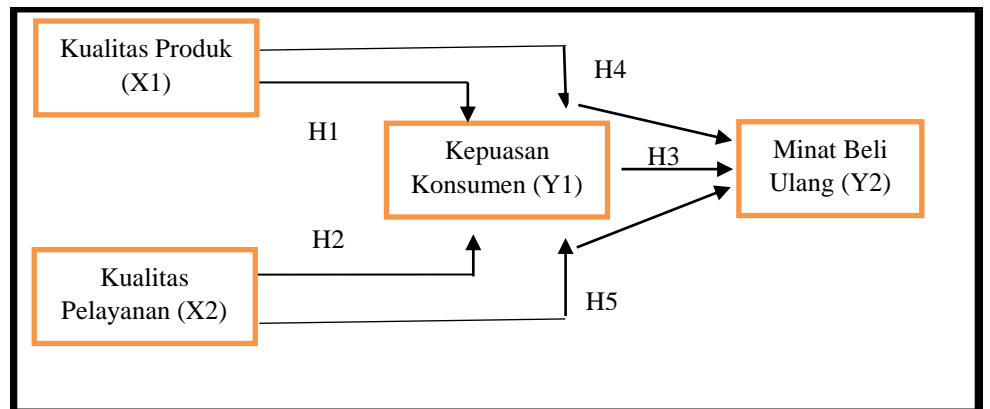 Kualitas Produk
(X1)
H4
H1
Kepuasan
Konsumen (Y1)
H3
Minat Beli
Ulang (Y2)
H2
Kualitas
Pelayanan (X2)
H5